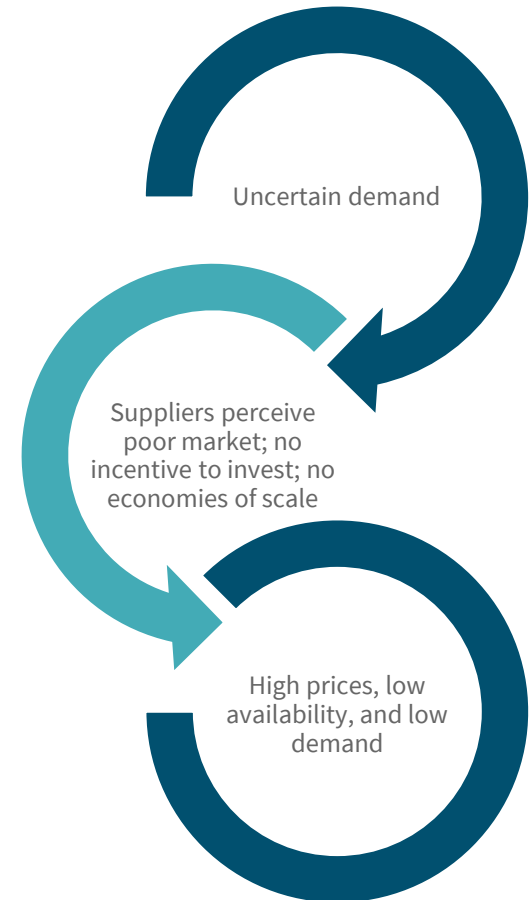 Uncertain demand
Suppliers perceive
poor market; no
incentive to invest; no
economies of scale
High prices, low
availability, and low
demand